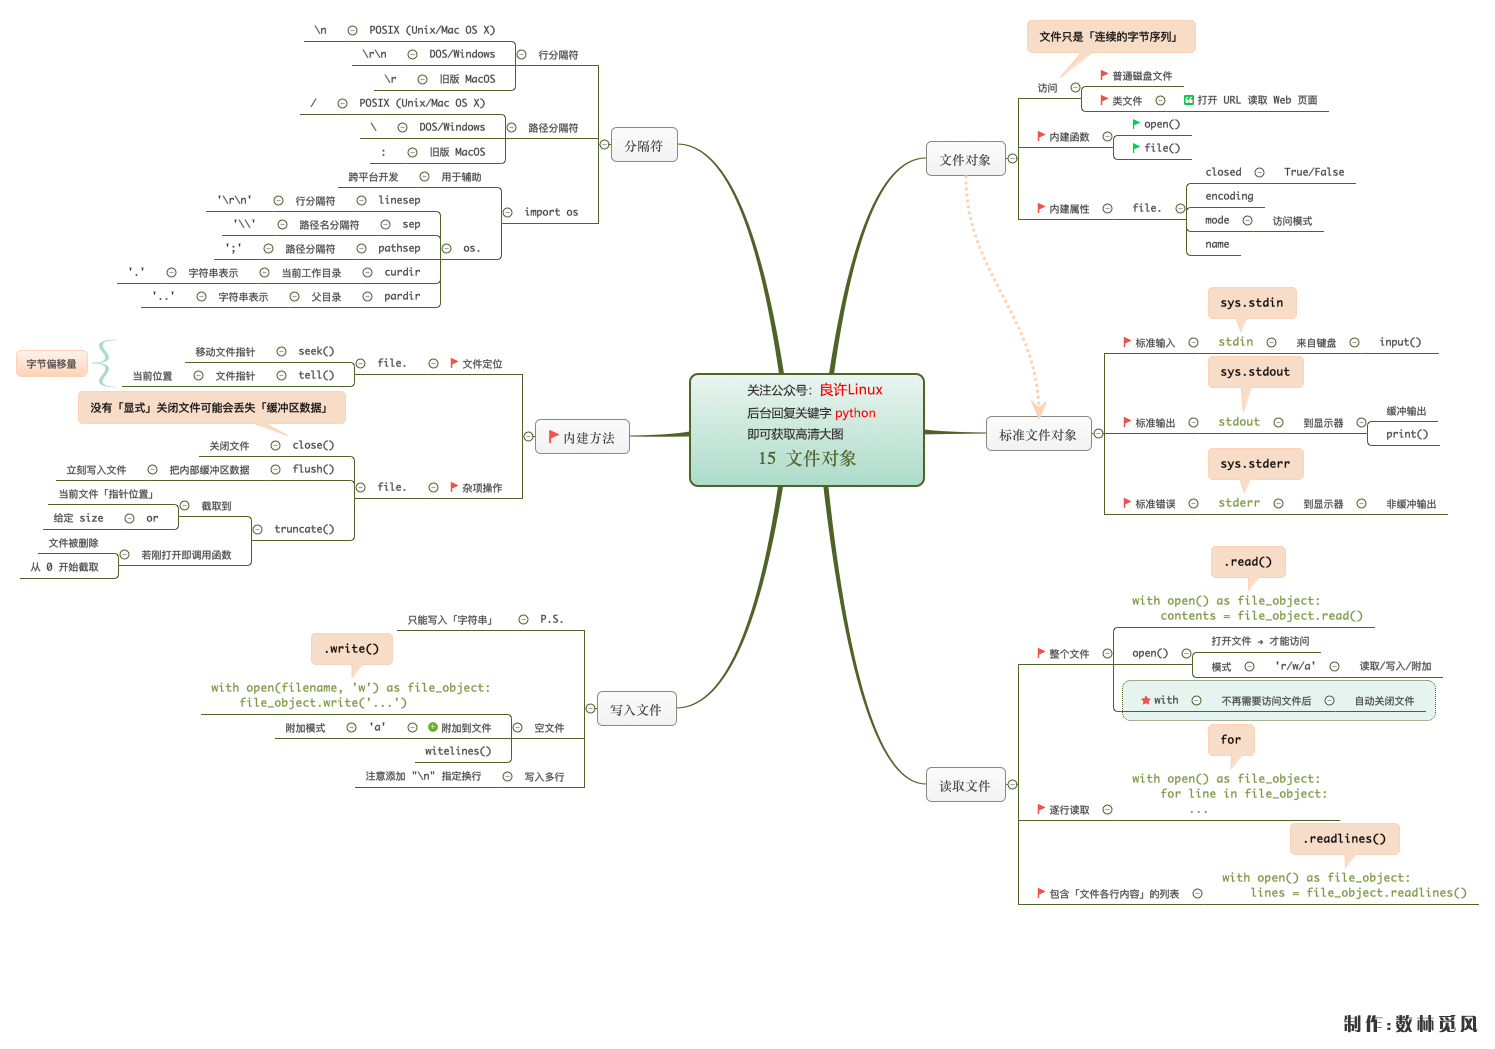 关注公众号：良许Linux
后台回复关键字 python
即可获取高清大图
15 文件对象
文件对象
文件只是「连续的字节序列」
访问
普通磁盘文件
类文件 打开 URL 读取 Web 页面
内建函数
open()
file()
内建属性 file.
closed True/False
encoding
mode 访问模式
name
标准文件对象
sys.stdin
标准输入 stdin 来自键盘 input()
sys.stdout
标准输出 stdout 到显示器
缓冲输出
print()
sys.stderr
标准错误 stderr 到显示器 非缓冲输出
读取文件
.read()
with open() as file_object:
contents = file_object.read()
整个文件 open()
打开文件 → 才能访问
模式 'r/w/a' 读取/写入/附加
with 不再需要访问文件后 自动关闭文件
for
with open() as file_object:
for line in file_object:
...
逐行读取
.readlines()
with open() as file_object:
lines = file_object.readlines()
包含「文件各行内容」的列表
分隔符
\n POSIX (Unix/Mac OS X)
\r\n DOS/Windows 行分隔符
\r 旧版 MacOS
/ POSIX (Unix/Mac OS X)
\ DOS/Windows 路径分隔符
: 旧版 MacOS
跨平台开发 用于辅助
import os
'\r\n' 行分隔符 linesep
'\\' 路径名分隔符 sep
';' 路径分隔符 pathsep os.
'.' 字符串表示 当前工作目录 curdir
'..' 字符串表示 父目录 pardir
内建方法
字节偏移量
移动文件指针 seek()
当前位置 文件指针 tell()
file. 文件定位
没有「显式」关闭文件可能会丢失「缓冲区数据」
关闭文件 close()
立刻写入文件 把内部缓冲区数据 flush()
file. 杂项操作
当前文件「指针位置」
给定 size or
截取到
truncate()
文件被删除
从 0 开始截取
若刚打开即调用函数
写入文件
只能写入「字符串」 P.S.
.write()
with open(filename, 'w') as file_object:
file_object.write('...')
附加模式 'a' 附加到文件 空文件
witelines()
注意添加 "\n" 指定换行 写入多行
制作:数林觅风